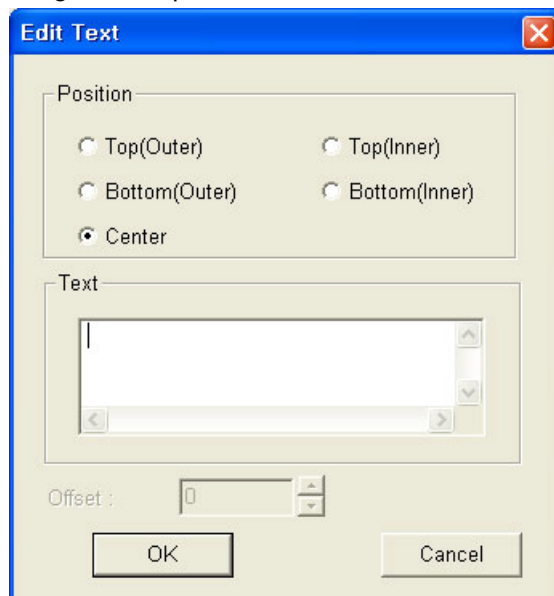 Edit Text
Position
Top(Outer) Top(Inner)
Bottom(Outer) Bottom(Inner)
Center
Text
Offset : 0
OK Cancel